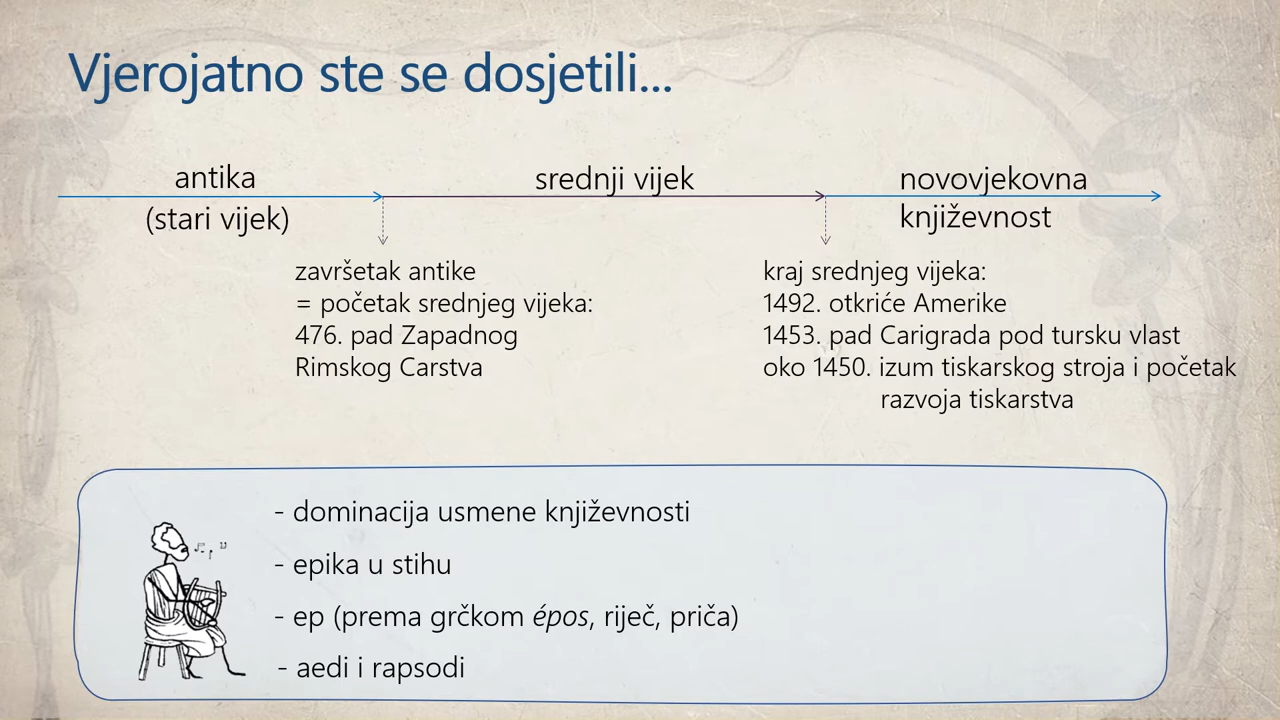 Vjerojatno ste se dosjetili...
antika
(stari vijek)
srednji vijek
novovjekovna
književnost
završetak antike
= početak srednjeg vijeka:
476. pad Zapadnog
Rimskog Carstva
kraj srednjeg vijeka:
1492. otkriće Amerike
1453. pad Carigrada pod tursku vlast
oko 1450. izum tiskarskog stroja i početak
razvoja tiskarstva
- dominacija usmene književnosti
- epika u stihu
- ep (prema grčkom épos, riječ, priča)
- aedi i rapsodi